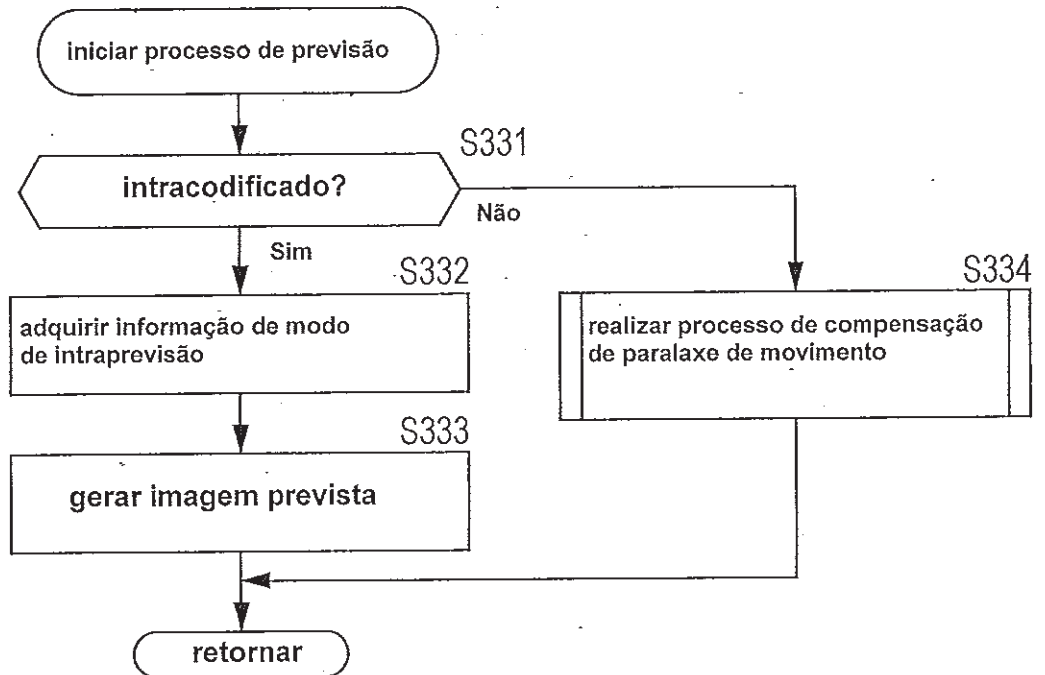 iniciar processo de previsão
S331
intracodificado?
Não
Sim
S332
S334
adquirir informação de modo
de intraprevisão
realizar processo de compensação
de paralaxe de movimento
S333
gerar imagem prevista
retornar